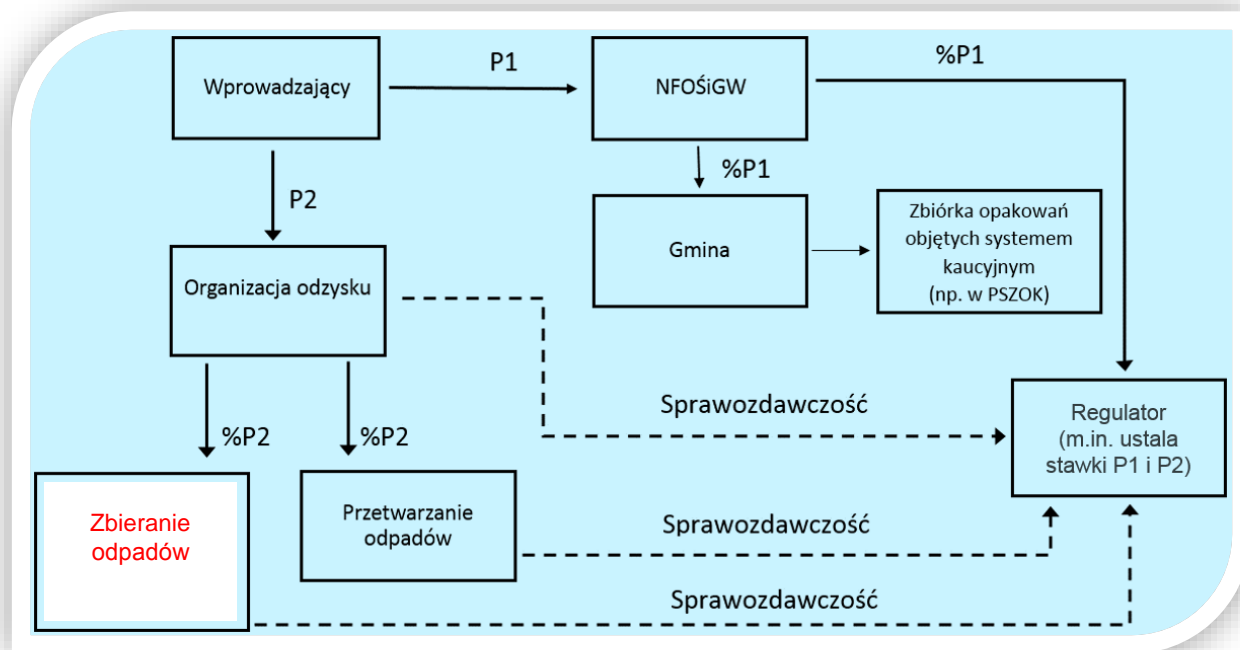 Wprowadzający
P1
NFOŚiGW
%P1
%P1
P2
Gmina
Zbiórka opakowań
objętych systemem
kaucyjnym
(np. w PSZOK)
Organizacja odzysku
Sprawozdawczość
Regulator
(m.in. ustala
stawki P1 i P2)
%P2
%P2
Zbieranie
odpadów
Przetwarzanie
odpadów
Sprawozdawczość
Sprawozdawczość